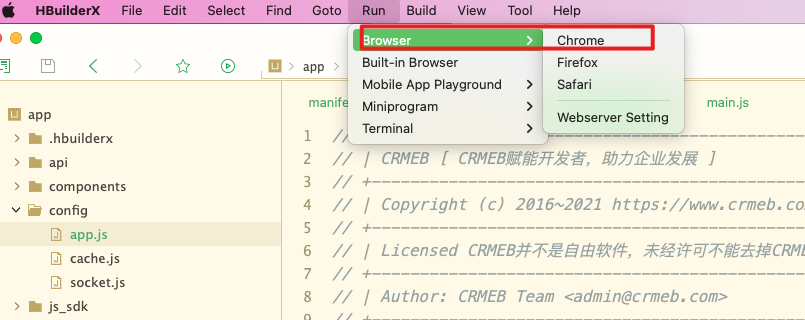 HBuilderX File Edit Select Find Goto Run Build View Tool Help
Browser
Chrome
Built-in Browser
Firefox
Mobile App Playground
Safari
Miniprogram
Terminal
Webserver Setting
app
app
manife
main.js
.hbuilderx
api
components
config
app.js
cache.js
socket.js
js_sdk
1 // +----------------------------------------------------------------------
2 // | CRMEB [ CRMEB赋能开发者，助力企业发展 ]
3 // +----------------------------------------------------------------------
4 // | Copyright (c) 2016~2021 https://www.crmeb.com
5 // +----------------------------------------------------------------------
6 // | Licensed CRMEB并不是自由软件，未经许可不能去掉CRME
7 // +----------------------------------------------------------------------
8 // | Author: CRMEB Team <admin@crmeb.com>
9 // +----------------------------------------------------------------------